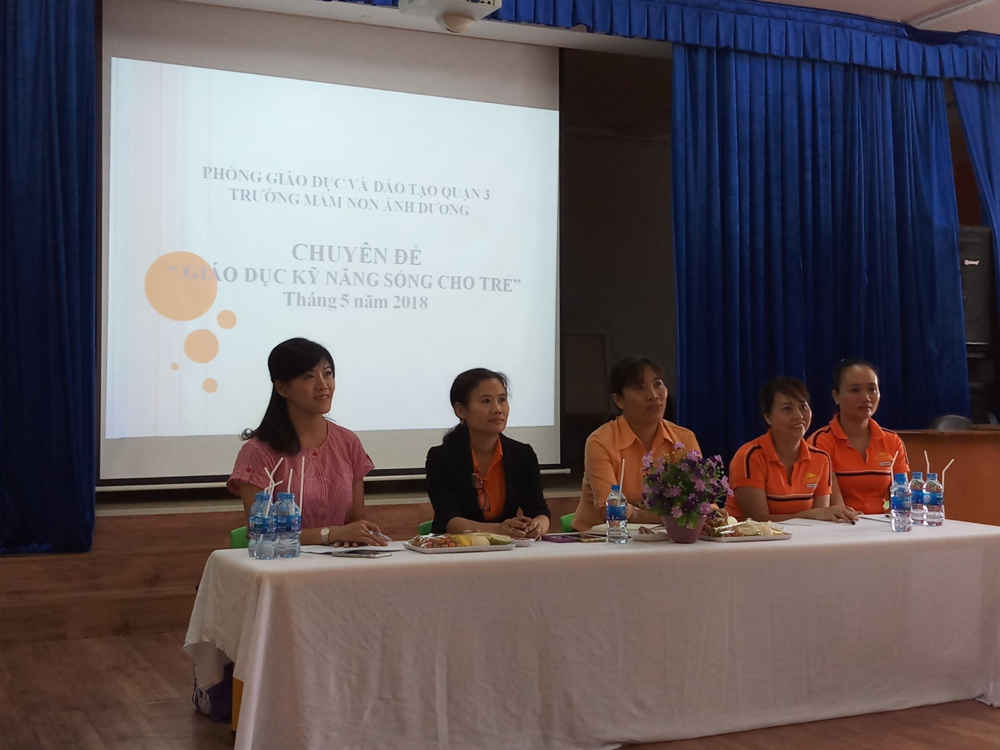 PHÒNG GIÁO DỤC VÀ ĐÀO TẠO QUẬN 3
TRƯỜNG MẦM NON ÁNH DƯƠNG
CHUYÊN ĐỀ
“ GIÁO DỤC KỸ NĂNG SỐNG CHO TRẺ”
Tháng 5 năm 2018